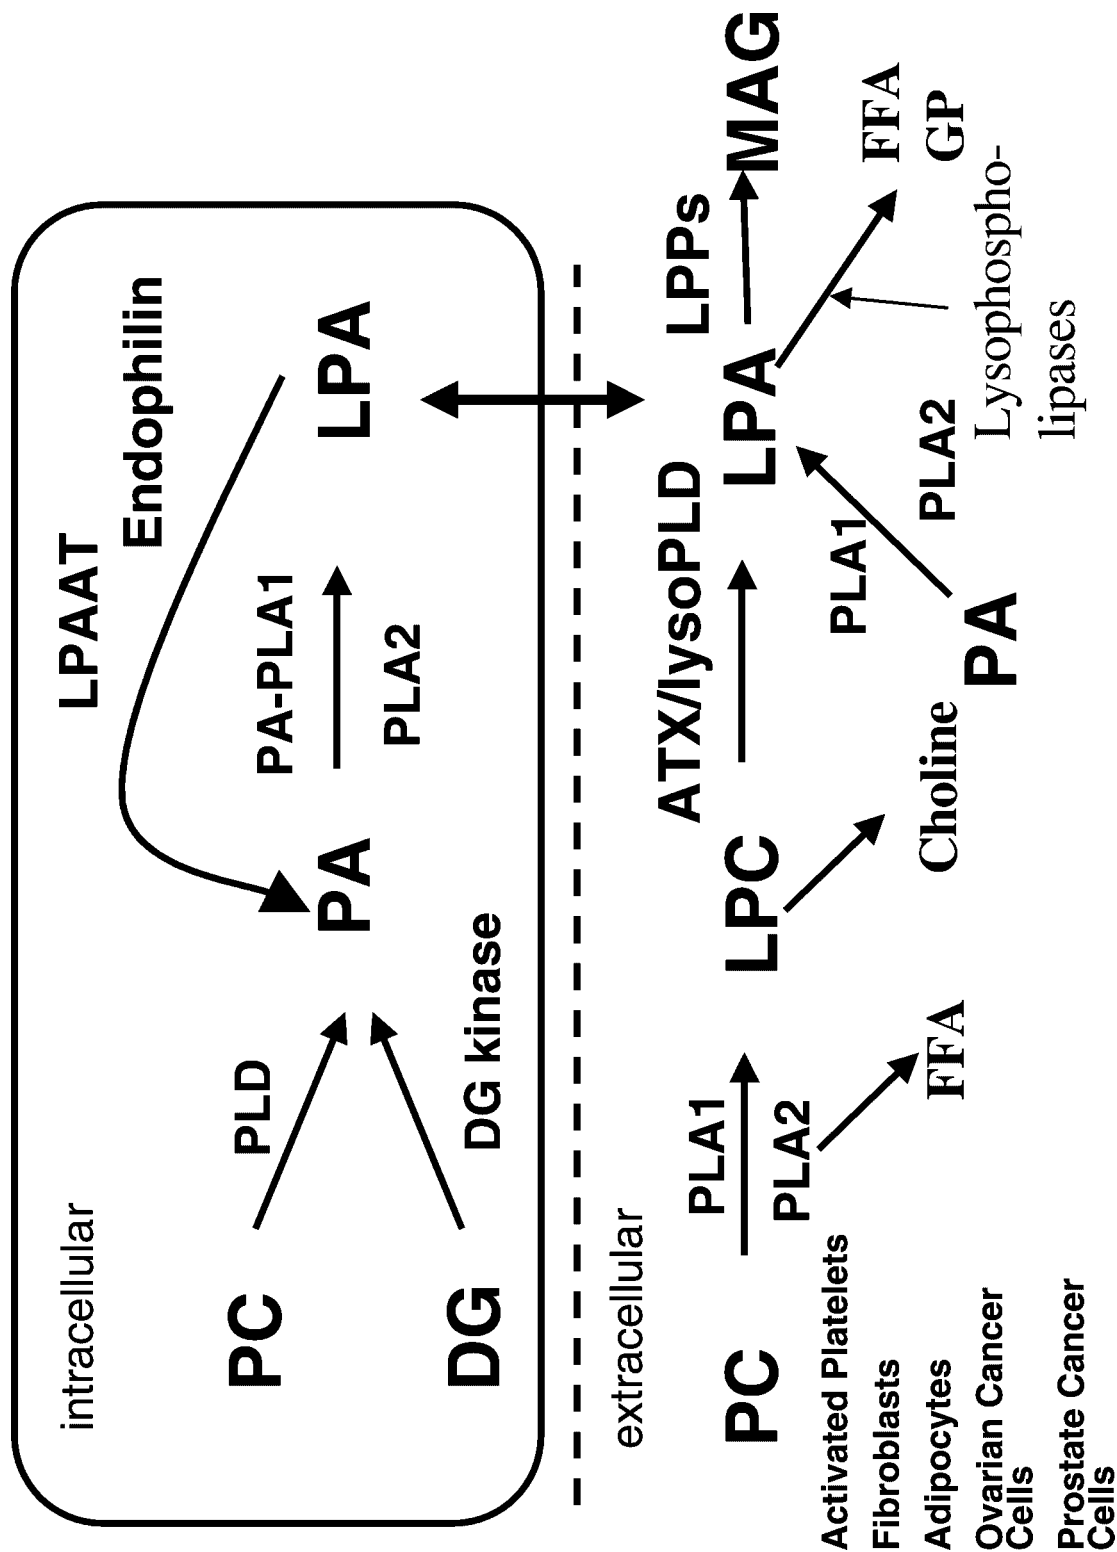 intracellular
LPAAT
Endophilin
PC
PLD
PA-PLA1
PA
LPA
PLA2
DG
DG kinase
extracellular
ATX/lysoPLD
LPPs
PLA1
PC
LPC
LPA
MAG
PLA2
Activated Platelets
Fibroblasts
Adipocytes
Ovarian Cancer
Cells
Prostate Cancer
Cells
FFA
Choline
PLA1
PLA2
PA
FFA
GP
Lysophospho-
lipases